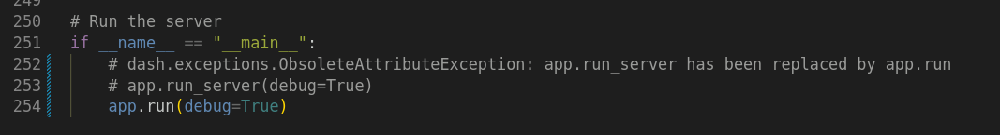 249
250 # Run the server
251 if __name__ == "__main__":
252 # dash.exceptions.ObsoleteAttributeException: app.run_server has been replaced by app.run
253 # app.run_server(debug=True)
254 app.run(debug=True)